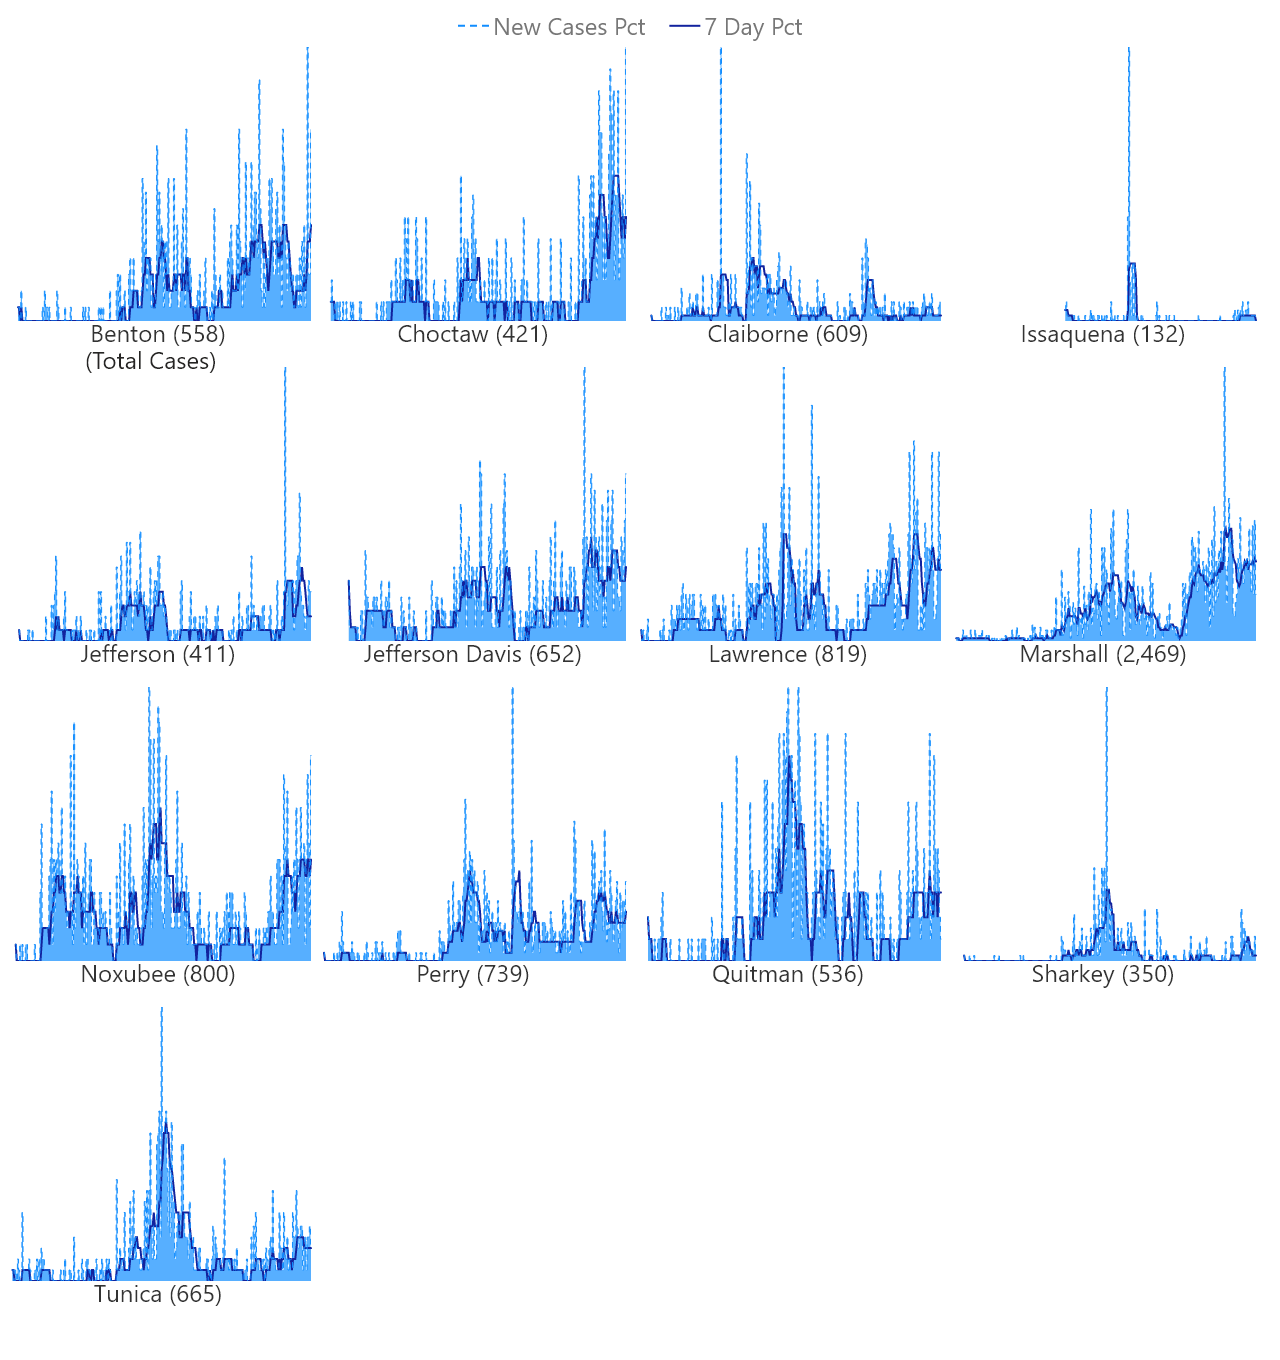 New Cases Pct 7 Day Pct
Benton (558)
(Total Cases)
Choctaw (421)
Claiborne (609)
Issaquena (132)
Jefferson (411)
Jefferson Davis (652)
Lawrence (819)
Marshall (2,469)
Noxubee (800)
Perry (739)
Quitman (536)
Sharkey (350)
Tunica (665)